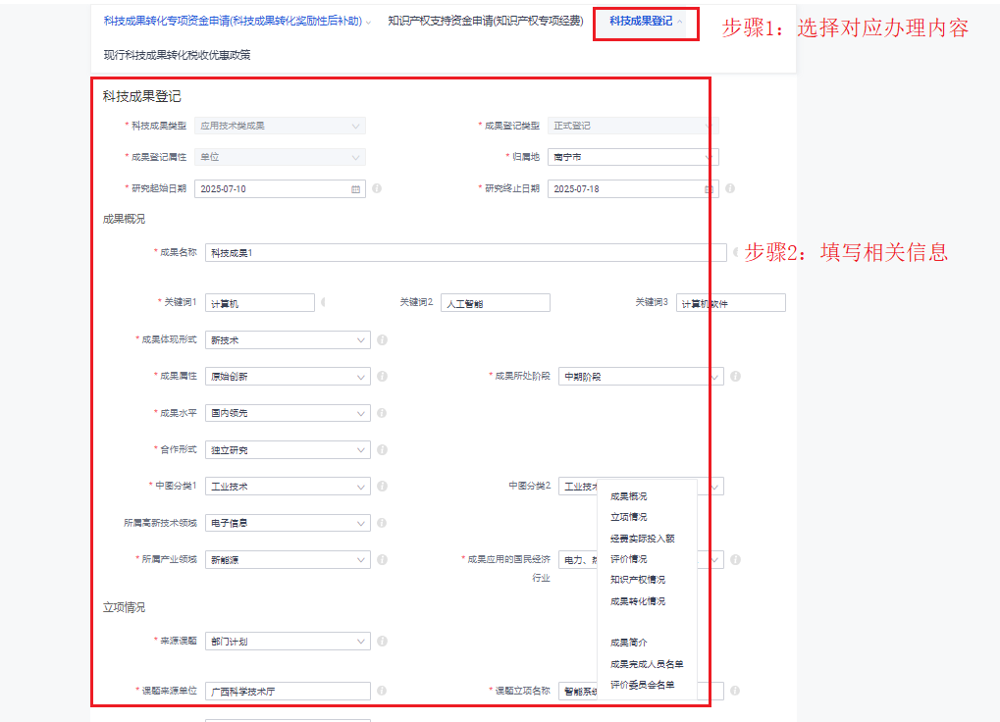 科技成果转化专项资金申请(科技成果转化奖励性后补助) 知识产权支持资金申请(知识产权专项经费) 科技成果登记 步骤1：选择对应办理内容
现行科技成果转化税收优惠政策
科技成果登记
* 科技成果类型 应用技术类成果 * 成果登记类型 正式登记
* 成果登记属性 单位 * 归属地 南宁市
* 研究起始日期 2025-07-10 * 研究终止日期 2025-07-18
成果概况
* 成果名称 科技成果1 步骤2：填写相关信息
* 关键词1 计算机 关键词2 人工智能 关键词3 计算机软件
* 成果体现形式 新技术
* 成果属性 原始创新 * 成果所处阶段 中期阶段
* 成果水平 国内领先
* 合作形式 独立研究
* 中图分类1 工业技术 中图分类2 工业技术
所属高新技术领域 电子信息
* 所属产业领域 新能源 * 成果应用的国民经济行业 电力、
立项情况
* 来源课题 部门计划
* 课题来源单位 广西科学技术厅 * 课题立项名称 智能系统
成果概况
立项情况
经费实际投入额
评价情况
知识产权情况
成果转化情况
成果简介
成果完成人员名单
评价委员会名单